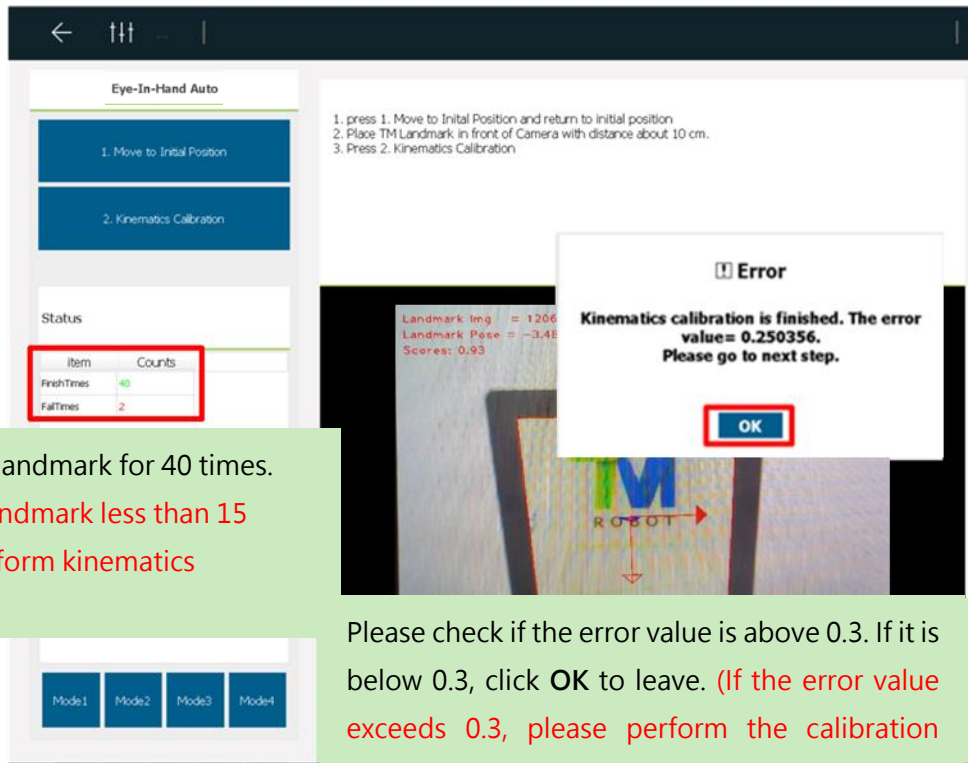 Eye-In-Hand Auto
1. Move to Initial Position
2. Kinematics Calibration
1. press 1. Move to Inital Position and return to initial position
2. Place TM Landmark in front of Camera with distance about 10 cm.
3. Press 2. Kinematics Calibration
Status
Item Counts
FinishTimes 40
FailTimes 2
Landmark Img = 1206
Landmark Pose = -3.48
Scores: 0.93
Error
Kinematics calibration is finished. The error
value= 0.250356.
Please go to next step.
OK
TM
ROBOT
andmark for 40 times.
ndmark less than 15
form kinematics
Please check if the error value is above 0.3. If it is
below 0.3, click OK to leave. (If the error value
exceeds 0.3, please perform the calibration
Mode1 Mode2 Mode3 Mode4